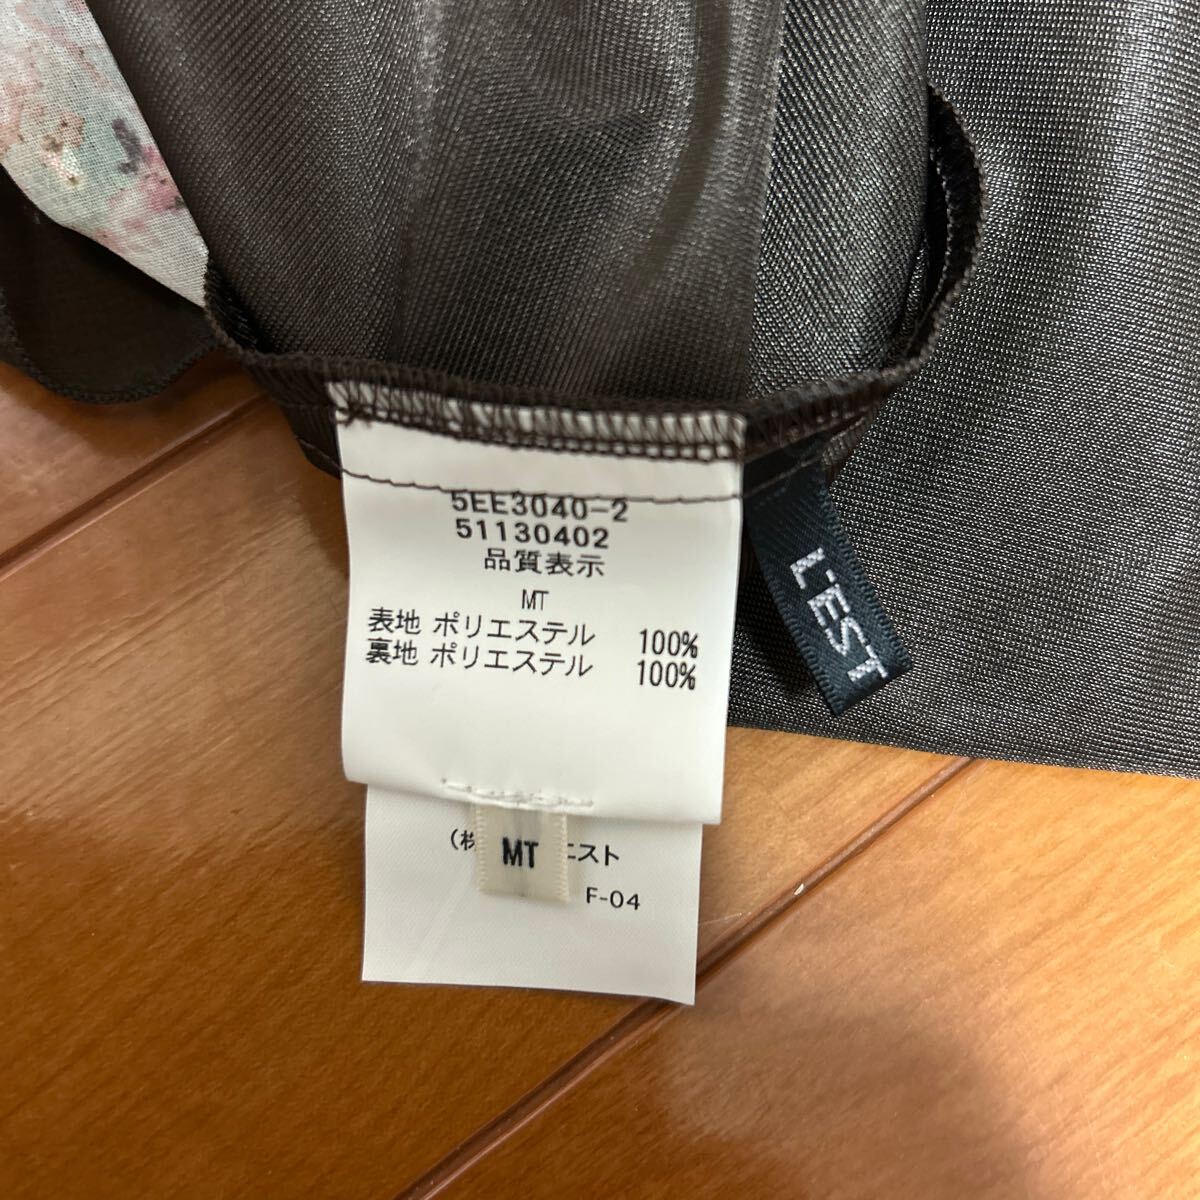 5EE3040-2
51130402
品質表示
MT
表地 ポリエステル 100%
裏地 ポリエステル 100%
L'EST
MT
エスト
F-04